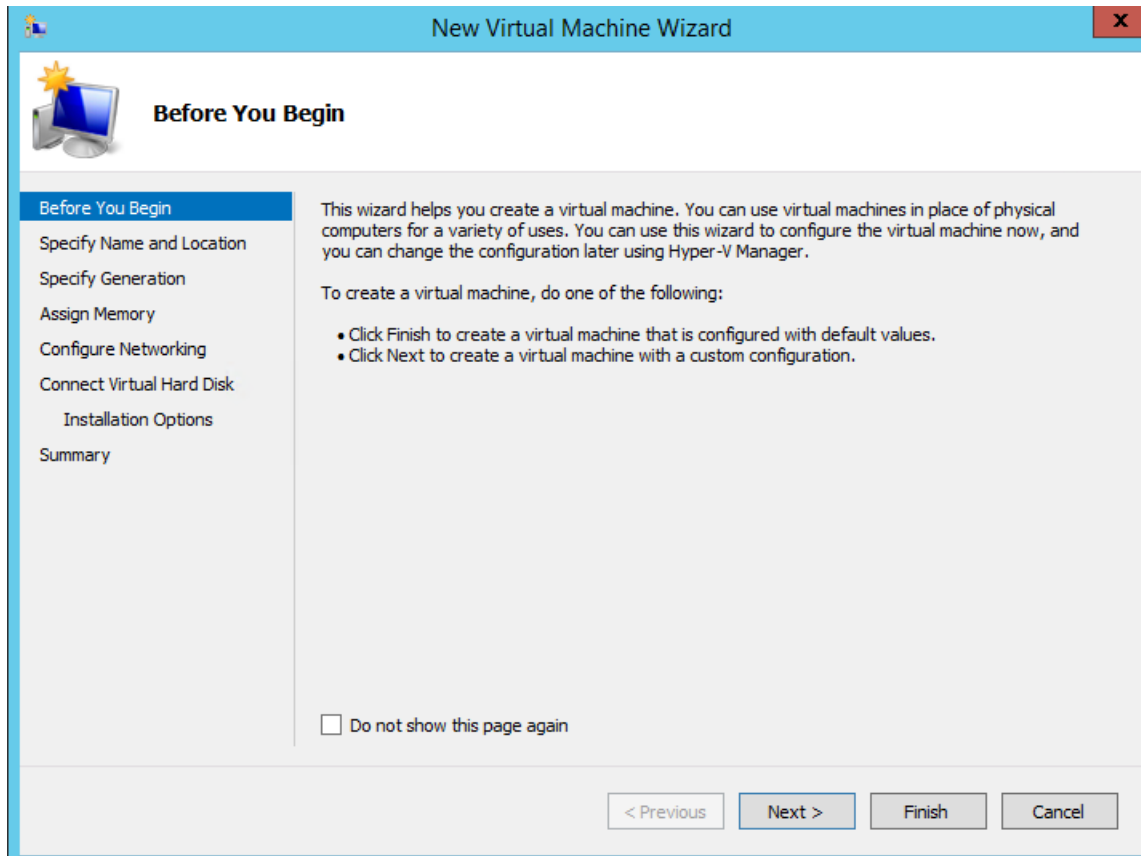 New Virtual Machine Wizard
x
Before You Begin
Before You Begin
Specify Name and Location
Specify Generation
Assign Memory
Configure Networking
Connect Virtual Hard Disk
Installation Options
Summary
This wizard helps you create a virtual machine. You can use virtual machines in place of physical
computers for a variety of uses. You can use this wizard to configure the virtual machine now, and
you can change the configuration later using Hyper-V Manager.
To create a virtual machine, do one of the following:
• Click Finish to create a virtual machine that is configured with default values.
• Click Next to create a virtual machine with a custom configuration.
Do not show this page again
< Previous
Next >
Finish
Cancel